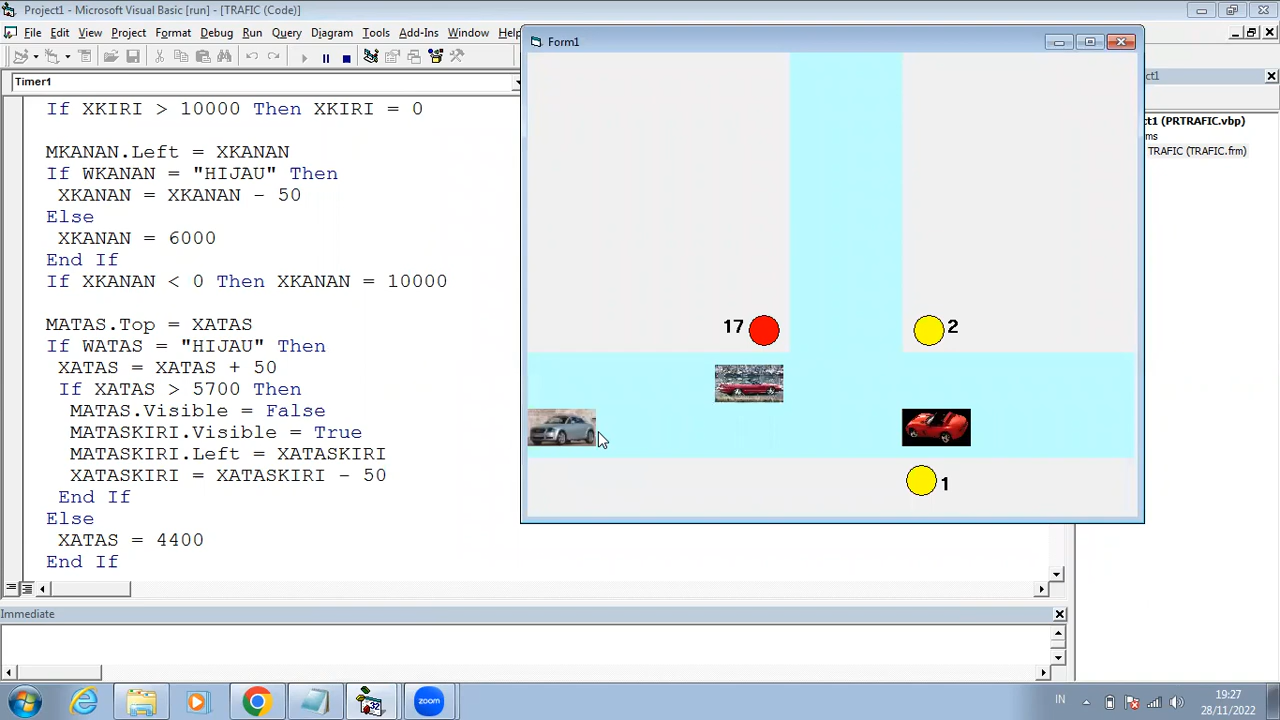 Project1 - Microsoft Visual Basic [run] - [TRAFIC (Code)]
File Edit View Project Format Debug Run Query Diagram Tools Add-Ins Window
Timer1
If XKIRI > 10000 Then XKIRI = 0
MKANAN.Left = XKANAN
If WKANAN = "HIJAU" Then
XKANAN = XKANAN - 50
Else
XKANAN = 6000
End If
If XKANAN < 0 Then XKANAN = 10000
MATAS.Top = XATAS
If WATAS = "HIJAU" Then
XATAS = XATAS + 50
If XATAS > 5700 Then
MATAS.Visible = False
MATASKIRI.Visible = True
MATASKIRI.Left = XATASKIRI
XATASKIRI = XATASKIRI - 50
End If
Else
XATAS = 4400
End If
Immediate
Form1
17
2
1
ct1
ct1 (PRTRAFIC.vbp)
ms
TRAFIC (TRAFIC.frm)
32
zoom
IN
19:27
28/11/2022